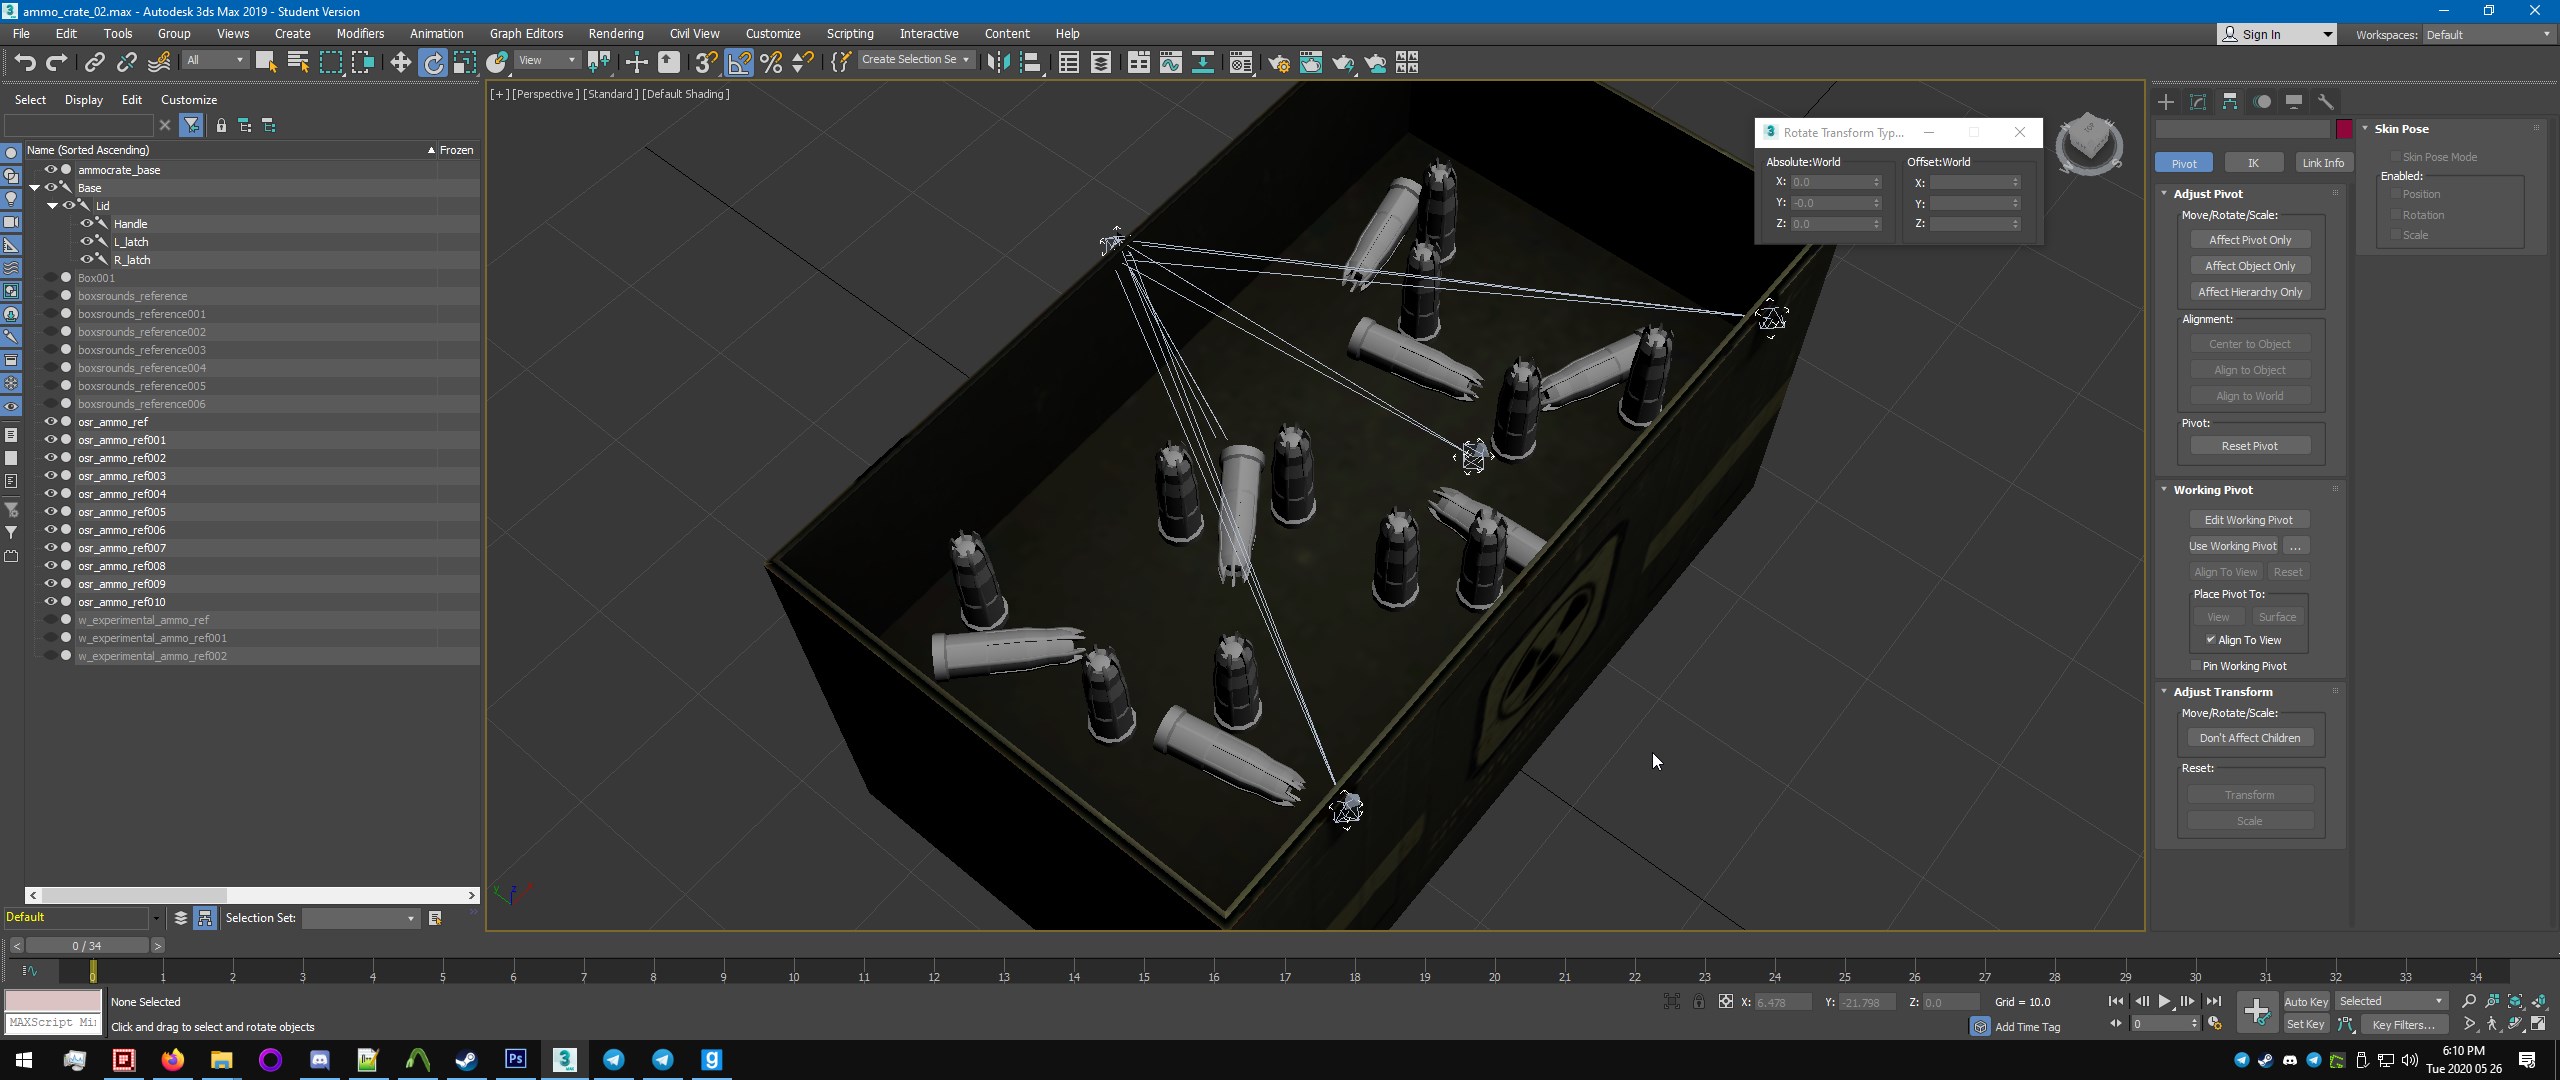 ammo_crate_02.max - Autodesk 3ds Max 2019 - Student Version
File Edit Tools Group Views Create Modifiers Animation Graph Editors Rendering Civil View Customize Scripting Interactive Content Help
Sign In Workspaces: Default
All View Create Selection Se
Select Display Edit Customize
Name (Sorted Ascending) Frozen
ammocrate_base
Base
Lid
Handle
L_latch
R_latch
Box001
boxsrounds_reference
boxsrounds_reference001
boxsrounds_reference002
boxsrounds_reference003
boxsrounds_reference004
boxsrounds_reference005
boxsrounds_reference006
osr_ammo_ref
osr_ammo_ref001
osr_ammo_ref002
osr_ammo_ref003
osr_ammo_ref004
osr_ammo_ref005
osr_ammo_ref006
osr_ammo_ref007
osr_ammo_ref008
osr_ammo_ref009
osr_ammo_ref010
w_experimental_ammo_ref
w_experimental_ammo_ref001
w_experimental_ammo_ref002
Default Selection Set:
[+] [Perspective ] [Standard ] [Default Shading ]
Rotate Transform Typ...
Absolute:World Offset:World
X: 0.0 X:
Y: -0.0 Y:
Z: 0.0 Z:
Pivot IK Link Info
Adjust Pivot
Move/Rotate/Scale:
Affect Pivot Only
Affect Object Only
Affect Hierarchy Only
Alignment:
Center to Object
Align to Object
Align to World
Pivot:
Reset Pivot
Working Pivot
Edit Working Pivot
Use Working Pivot ...
Align To View Reset
Place Pivot To:
View Surface
Align To View
Pin Working Pivot
Adjust Transform
Move/Rotate/Scale:
Don't Affect Children
Reset:
Transform
Scale
Skin Pose
Skin Pose Mode
Enabled:
Position
Rotation
Scale
< 0 / 34 >
0 1 2 3 4 5 6 7 8 9 10 11 12 13 14 15 16 17 18 19 20 21 22 23 24 25 26 27 28 29 30 31 32 33 34
None Selected
MAXScript Mi
Click and drag to select and rotate objects
X: 6.478 Y: -21.798 Z: 0.0 Grid = 10.0
Add Time Tag
0
Auto Key Selected
Set Key Key Filters...
Ps
3
g
6:10 PM
Tue 2020 05 26